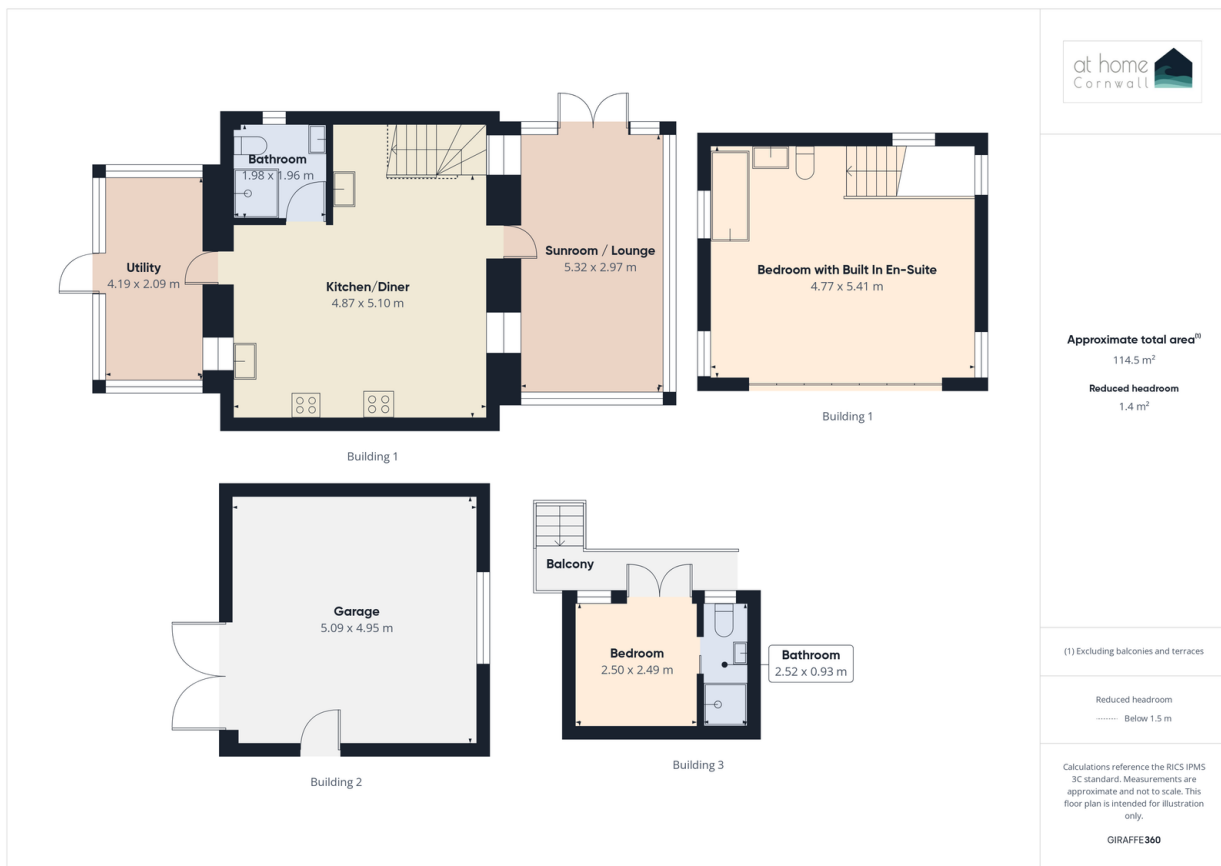 at home
Cornwall
Bathroom
1.98 x 1.96 m
Utility
4.19 x 2.09 m
Kitchen/Diner
4.87 x 5.10 m
Sunroom / Lounge
5.32 x 2.97 m
Building 1
Bedroom with Built In En-Suite
4.77 x 5.41 m
Building 1
Garage
5.09 x 4.95 m
Building 2
Balcony
Bedroom
2.50 x 2.49 m
Bathroom
2.52 x 0.93 m
Building 3
Approximate total area(1)
114.5 m²
Reduced headroom
1.4 m²
(1) Excluding balconies and terraces
Reduced headroom
Below 1.5 m
Calculations reference the RICS IPMS
3C standard. Measurements are
approximate and not to scale. This
floor plan is intended for illustration
only.
GIRAFFE360